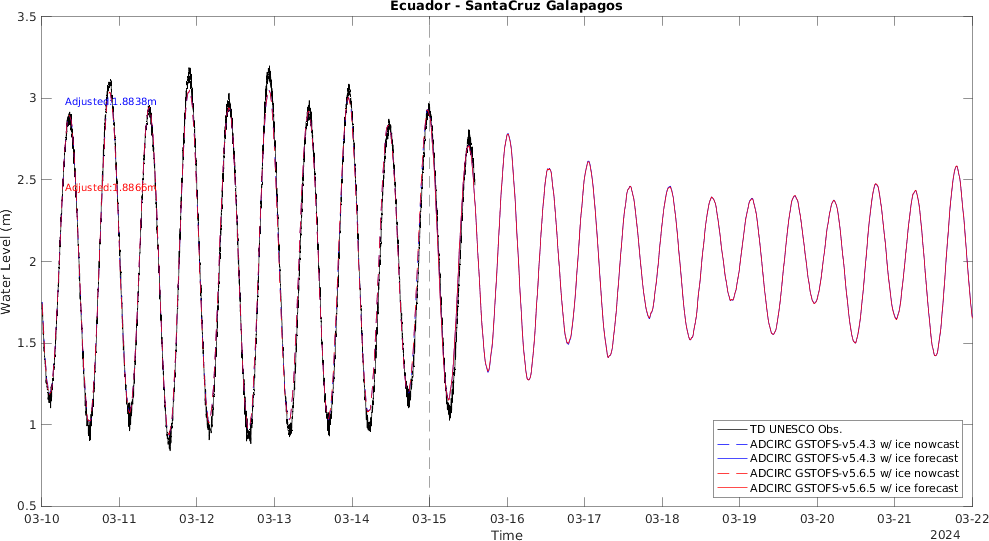 Ecuador - SantaCruz Galapagos
3.5
3
2.5
2
1.5
1
0.5
Water Level (m)
Adjusted:1.8838m
Adjusted:1.8866m
TD UNESCO Obs.
ADCIRC GSTOFS-v5.4.3 w/ ice nowcast
ADCIRC GSTOFS-v5.4.3 w/ ice forecast
ADCIRC GSTOFS-v5.6.5 w/ ice nowcast
ADCIRC GSTOFS-v5.6.5 w/ ice forecast
03-10 03-11 03-12 03-13 03-14 03-15 03-16 03-17 03-18 03-19 03-20 03-21 03-22
Time
2024